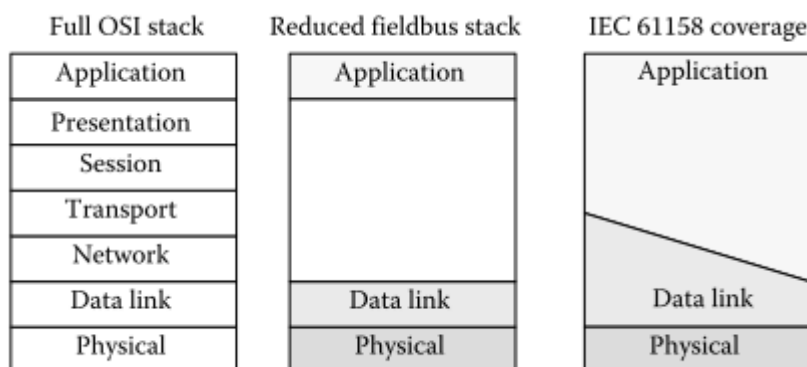 Full OSI stack
Application
Presentation
Session
Transport
Network
Data link
Physical
Reduced fieldbus stack
Application
Data link
Physical
IEC 61158 coverage
Application
Data link
Physical